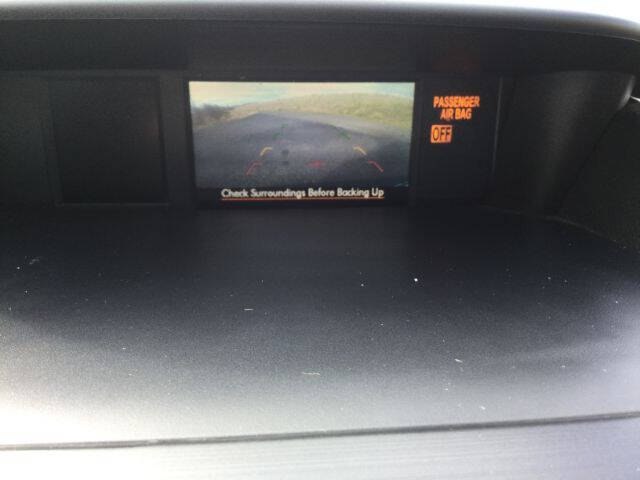 PASSENGER
AIR BAG
OFF
Check Surroundings Before Backing Up